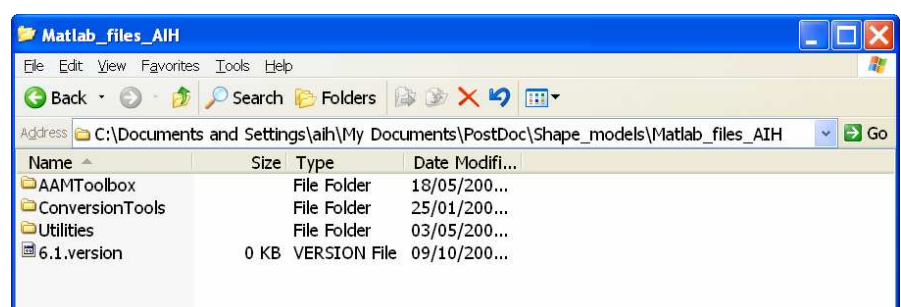 Matlab_files_AIH
File Edit View Favorites Tools Help
Back Search Folders
Address C:\Documents and Settings\aih\My Documents\PostDoc\Shape_models\Matlab_files_AIH Go
Name Size Type Date Modifi...
AAMToolbox File Folder 18/05/200...
ConversionTools File Folder 25/01/200...
Utilities File Folder 03/05/200...
6.1.version 0 KB VERSION File 09/10/200...